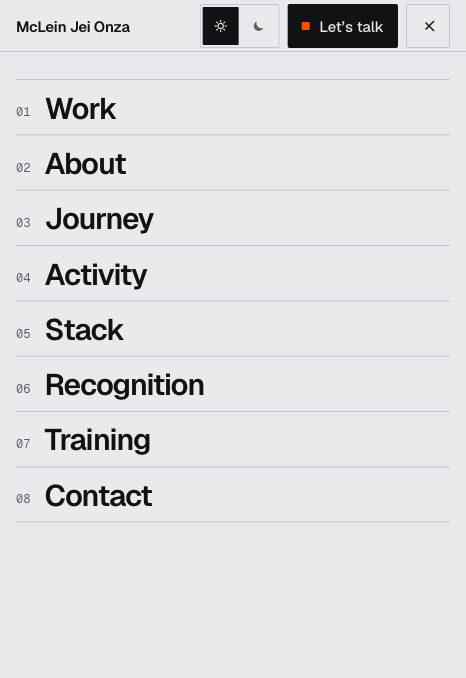 McLein Jei Onza
Let's talk
01 Work
02 About
03 Journey
04 Activity
05 Stack
06 Recognition
07 Training
08 Contact